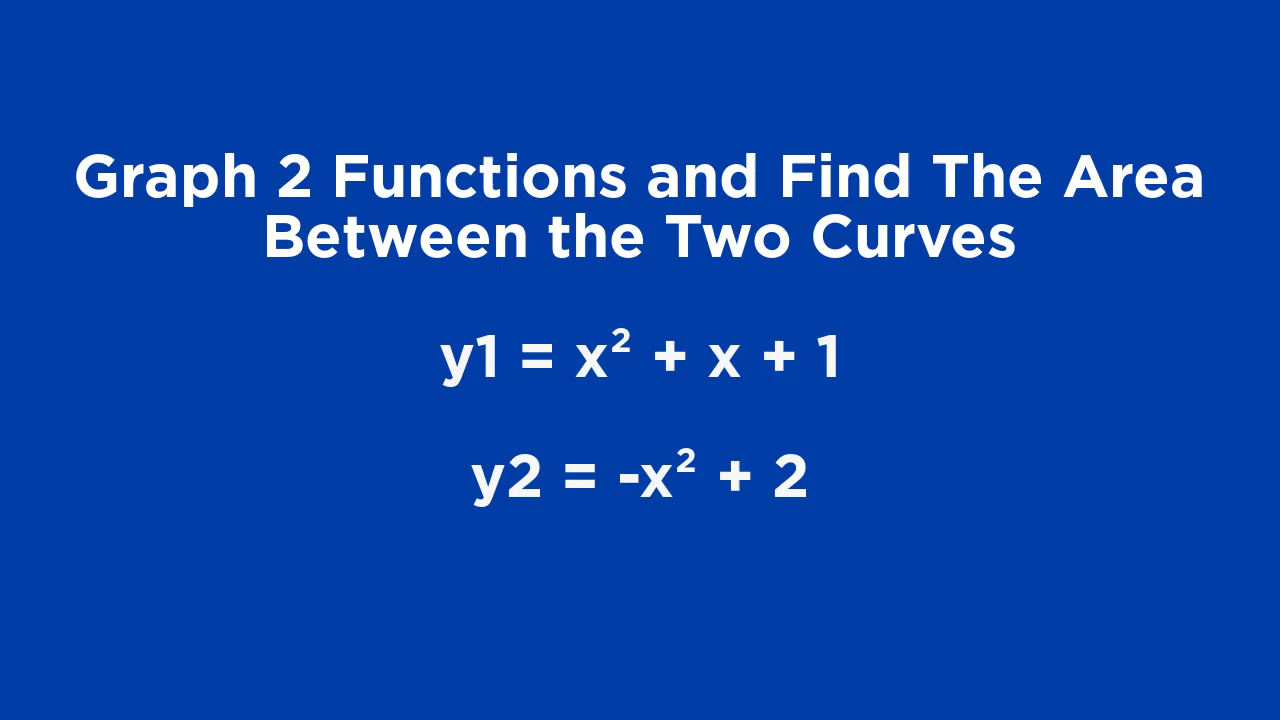 Graph 2 Functions and Find The Area
Between the Two Curves
y1 = x² + x + 1
y2 = -x² + 2